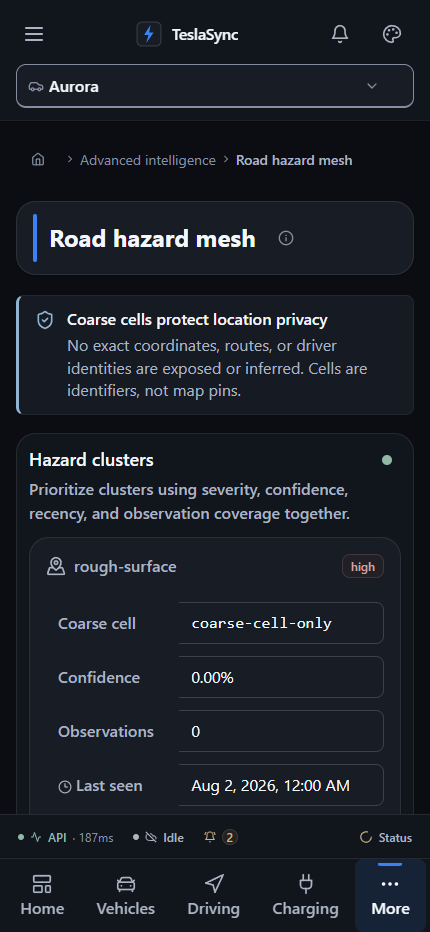 TeslaSync
Aurora
Advanced intelligence
Road hazard mesh
Road hazard mesh
Coarse cells protect location privacy
No exact coordinates, routes, or driver
identities are exposed or inferred. Cells are
identifiers, not map pins.
Hazard clusters
Prioritize clusters using severity, confidence,
recency, and observation coverage together.
rough-surface high
Coarse cell coarse-cell-only
Confidence 0.00%
Observations 0
Last seen Aug 2, 2026, 12:00 AM
API · 187ms Idle 2 Status
Home Vehicles Driving Charging More